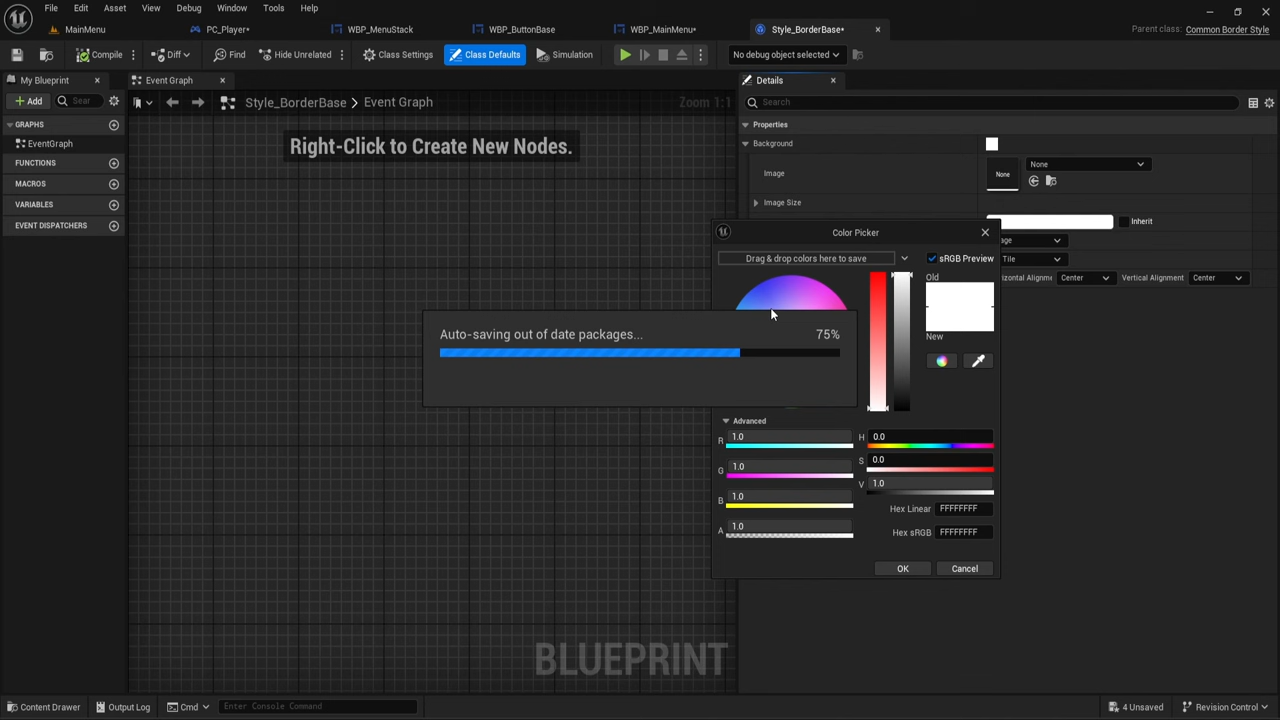 File Edit Asset View Debug Window Tools Help
MainMenu PC_Player* WBP_MenuStack WBP_ButtonBase WBP_MainMenu* Style_BorderBase* Parent class: Common Border Style
Compile Diff Find Hide Unrelated Class Settings Class Defaults Simulation No debug object selected
My Blueprint Event Graph Details
Add Sear Style_BorderBase > Event Graph Zoom 1:1 Search
GRAPHS Properties
EventGraph Right-Click to Create New Nodes. Background
FUNCTIONS Image None None
MACROS
VARIABLES Image Size
EVENT DISPATCHERS Inherit
Color Picker age
Drag & drop colors here to save sRGB Preview Tile
Old izontal Alignme Center Vertical Alignment Center
Auto-saving out of date packages... 75% New
Advanced
R 1.0 H 0.0
G 1.0 S 0.0
B 1.0 V 1.0
Hex Linear FFFFFFFF
A 1.0 Hex sRGB FFFFFFFF
OK Cancel
BLUEPRINT
Content Drawer Output Log Cmd Enter Console Command 4 Unsaved Revision Control